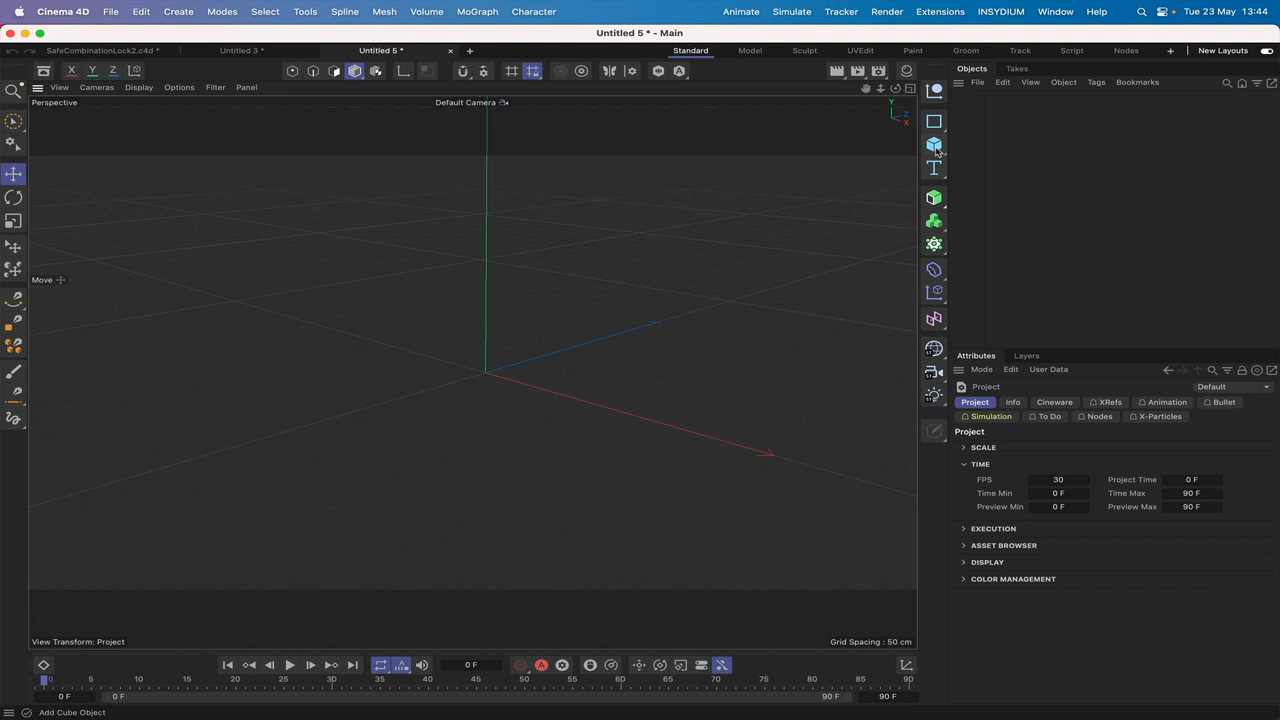 Cinema 4D File Edit Create Modes Select Tools Spline Mesh Volume MoGraph Character Animate Simulate Tracker Render Extensions INSYDIUM Window Help Tue 23 May 13:44
Untitled 5 * - Main
SafeCombinationLock2.c4d * Untitled 3 * Untitled 5 * Standard Model Sculpt UVEdit Paint Groom Track Script Nodes New Layouts
X Y Z
Objects Takes
View Cameras Display Options Filter Panel
File Edit View Object Tags Bookmarks
Perspective Default Camera
Y
Z
X
Move
Attributes Layers
Mode Edit User Data
Project Default
Project Info Cineware XRefs Animation Bullet
Simulation To Do Nodes X-Particles
Project
SCALE
TIME
FPS 30 Project Time 0 F
Time Min 0 F Time Max 90 F
Preview Min 0 F Preview Max 90 F
EXECUTION
ASSET BROWSER
DISPLAY
COLOR MANAGEMENT
View Transform: Project Grid Spacing : 50 cm
0 F
0 5 10 15 20 25 30 35 40 45 50 55 60 65 70 75 80 85 90
0 F 0 F 90 F 90 F
Add Cube Object